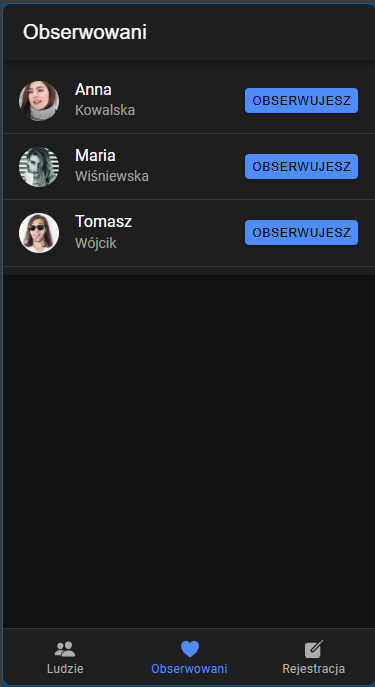 Obserwowani
Anna
Kowalska
OBSERWUJESZ
Maria
Wiśniewska
OBSERWUJESZ
Tomasz
Wójcik
OBSERWUJESZ
Ludzie
Obserwowani
Rejestracja